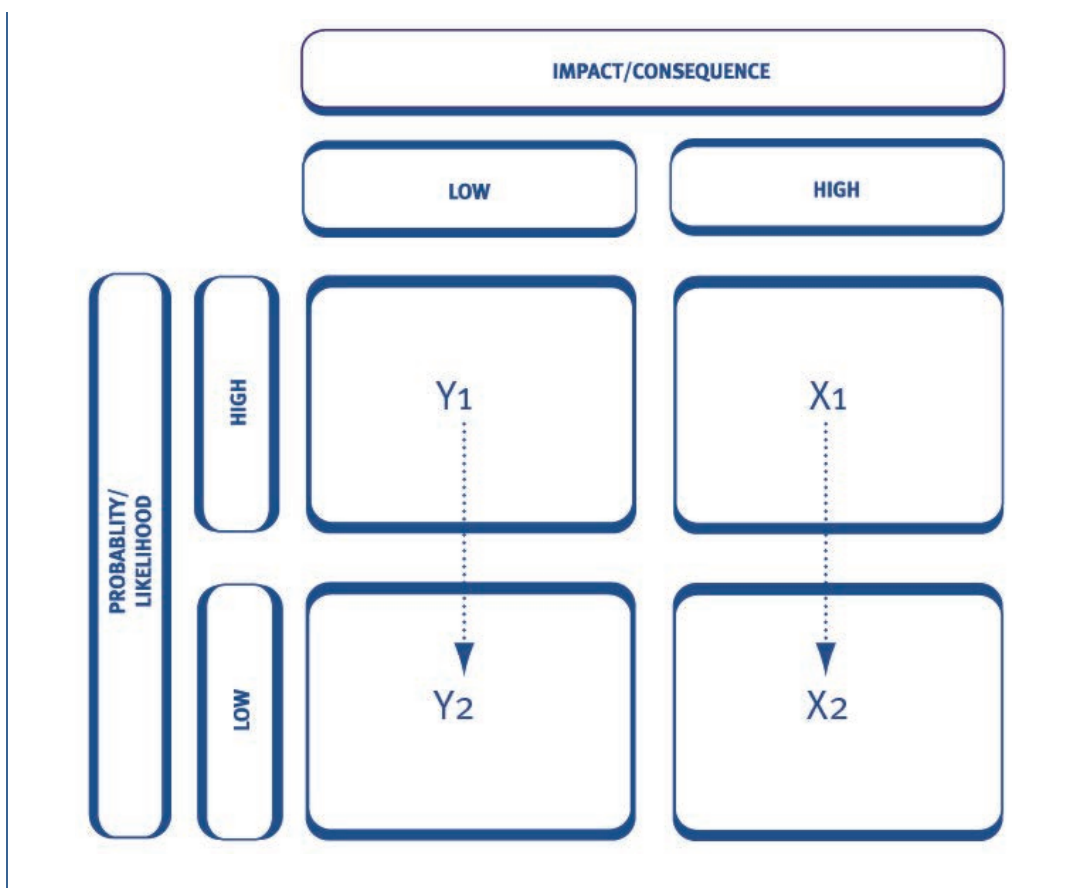 IMPACT/CONSEQUENCE
LOW
HIGH
PROBABLITY/
LIKELIHOOD
HIGH
Y1
X1
LOW
Y2
X2